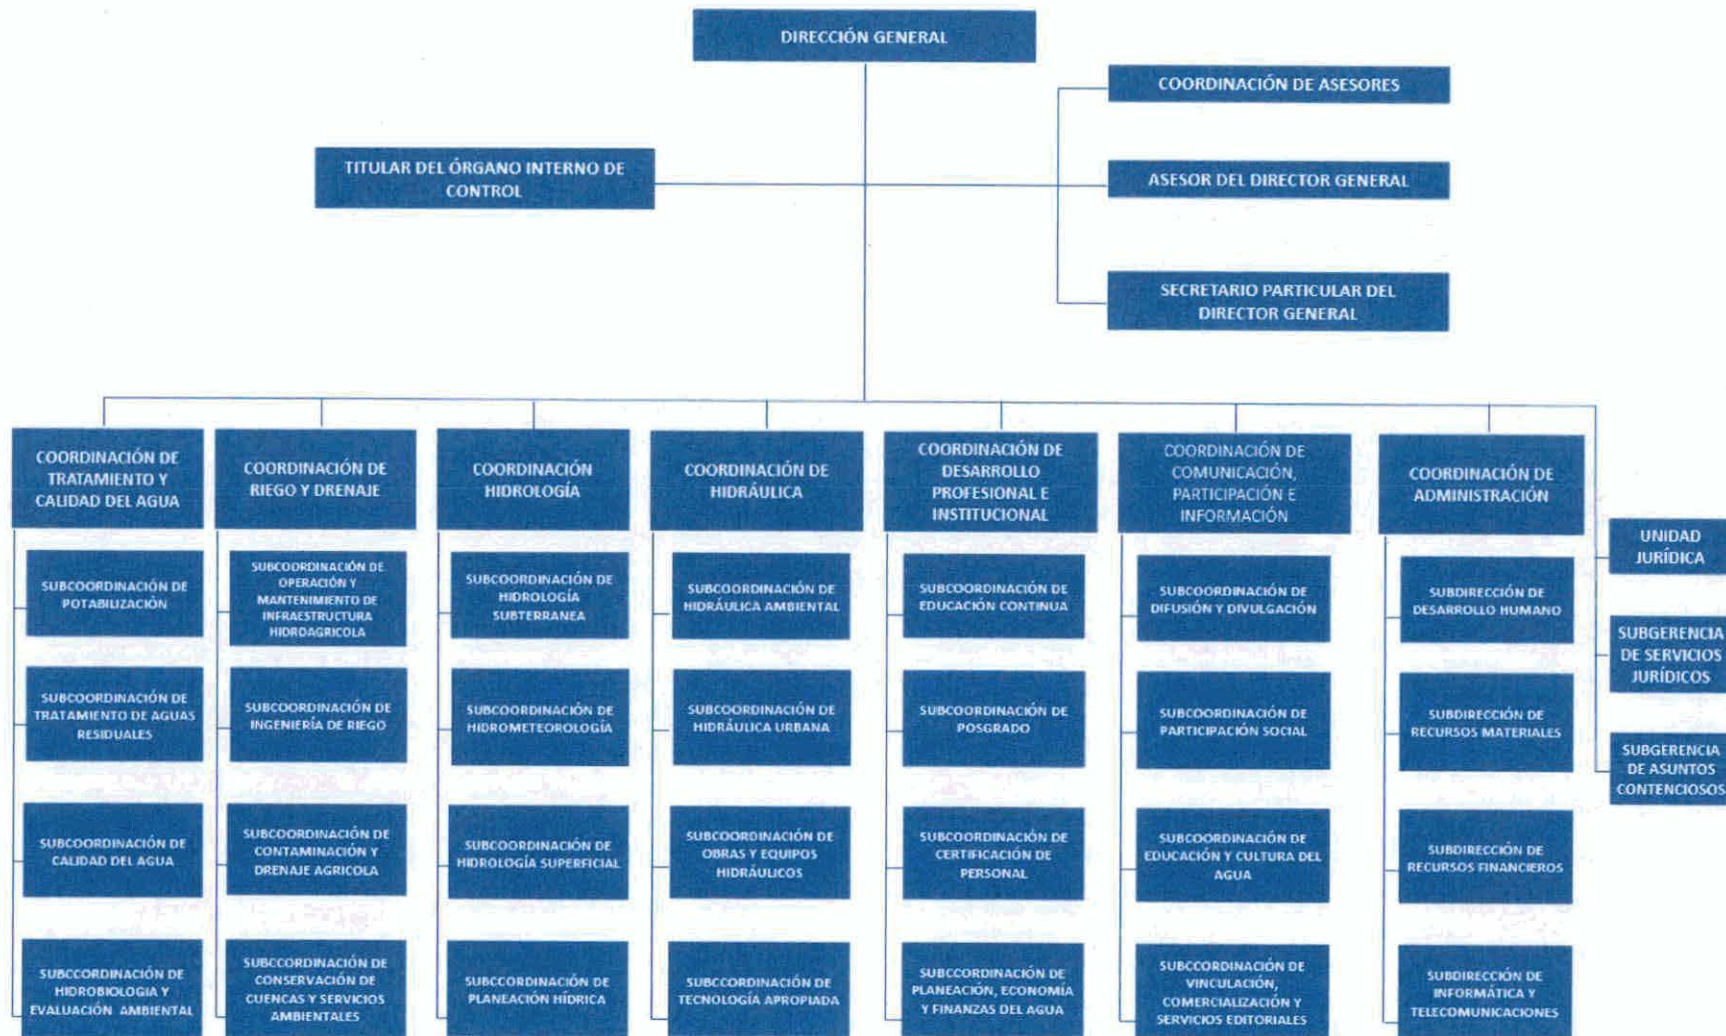 DIRECCIÓN GENERAL
COORDINACIÓN DE ASESORES
TITULAR DEL ÓRGANO INTERNO DE
CONTROL
ASESOR DEL DIRECTOR GENERAL
SECRETARIO PARTICULAR DEL
DIRECTOR GENERAL
COORDINACIÓN DE
TRATAMIENTO Y
CALIDAD DEL AGUA
SUBCOORDINACIÓN DE
POTABILIZACIÓN
SUBCOORDINACIÓN DE
TRATAMIENTO DE AGUAS
RESIDUALES
SUBCOORDINACIÓN DE
CALIDAD DEL AGUA
SUBCCORDINACIÓN DE
HIDROBIOLOGIA Y
EVALUACIÓN AMBIENTAL
COORDINACIÓN DE
RIEGO Y DRENAJE
SUBCOORDINACIÓN DE
OPERACIÓN Y
MANTENIMIENTO DE
INFRAESTRUCTURA
HIDROAGRICOLA
SUBCOORDINACIÓN DE
INGENIERÍA DE RIEGO
SUBCOORDINACIÓN DE
CONTAMINACIÓN Y
DRENAJE AGRICOLA
SUBCCORDINACIÓN DE
CONSERVACIÓN DE
CUENCAS Y SERVICIOS
AMBIENTALES
COORDINACIÓN
HIDROLOGÍA
SUBCOORDINACIÓN DE
HIDROLOGÍA
SUBTERRANEA
SUBCOORDINACIÓN DE
HIDROMETEOROLOGÍA
SUBCOORDINACIÓN DE
HIDROLOGÍA SUPERFICIAL
SUBCCORDINACIÓN DE
PLANEACIÓN HÍDRICA
COORDINACIÓN DE
HIDRÁULICA
SUBCOORDINACIÓN DE
HIDRÁULICA AMBIENTAL
SUBCOORDINACIÓN DE
HIDRÁULICA URBANA
SUBCOORDINACIÓN DE
OBRAS Y EQUIPOS
HIDRÁULICOS
SUBCCORDINACIÓN DE
TECNOLOGÍA APROPIADA
COORDINACIÓN DE
DESARROLLO
PROFESIONAL E
INSTITUCIONAL
SUBCOORDINACIÓN DE
EDUCACIÓN CONTINUA
SUBCOORDINACIÓN DE
POSGRADO
SUBCOORDINACIÓN DE
CERTIFICACIÓN DE
PERSONAL
SUBCCORDINACIÓN DE
PLANEACIÓN, ECONOMÍA
Y FINANZAS DEL AGUA
COORDINACIÓN DE
COMUNICACIÓN,
PARTICIPACIÓN E
INFORMACIÓN
SUBCOORDINACIÓN DE
DIFUSIÓN Y DIVULGACIÓN
SUBCOORDINACIÓN DE
PARTICIPACIÓN SOCIAL
SUBCOORDINACIÓN DE
EDUCACIÓN Y CULTURA DEL
AGUA
SUBCCORDINACIÓN DE
VINCULACIÓN,
COMERCIALIZACIÓN Y
SERVICIOS EDITORIALES
COORDINACIÓN DE
ADMINISTRACIÓN
SUBDIRECCIÓN DE
DESARROLLO HUMANO
SUBDIRECCIÓN DE
RECURSOS MATERIALES
SUBDIRECCIÓN DE
RECURSOS FINANCIEROS
SUBDIRECCIÓN DE
INFORMÁTICA Y
TELECOMUNICACIONES
UNIDAD
JURÍDICA
SUBGERENCIA
DE SERVICIOS
JURÍDICOS
SUBGERENCIA
DE ASUNTOS
CONTENCIOSOS